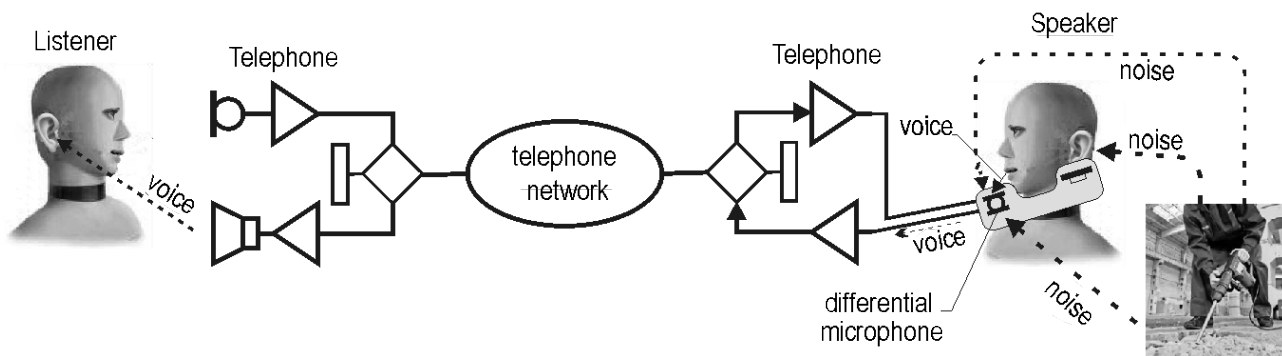 Listener
Speaker
Telephone
Telephone
noise
voice
noise
telephone
network
voice
voice
noise
differential
microphone